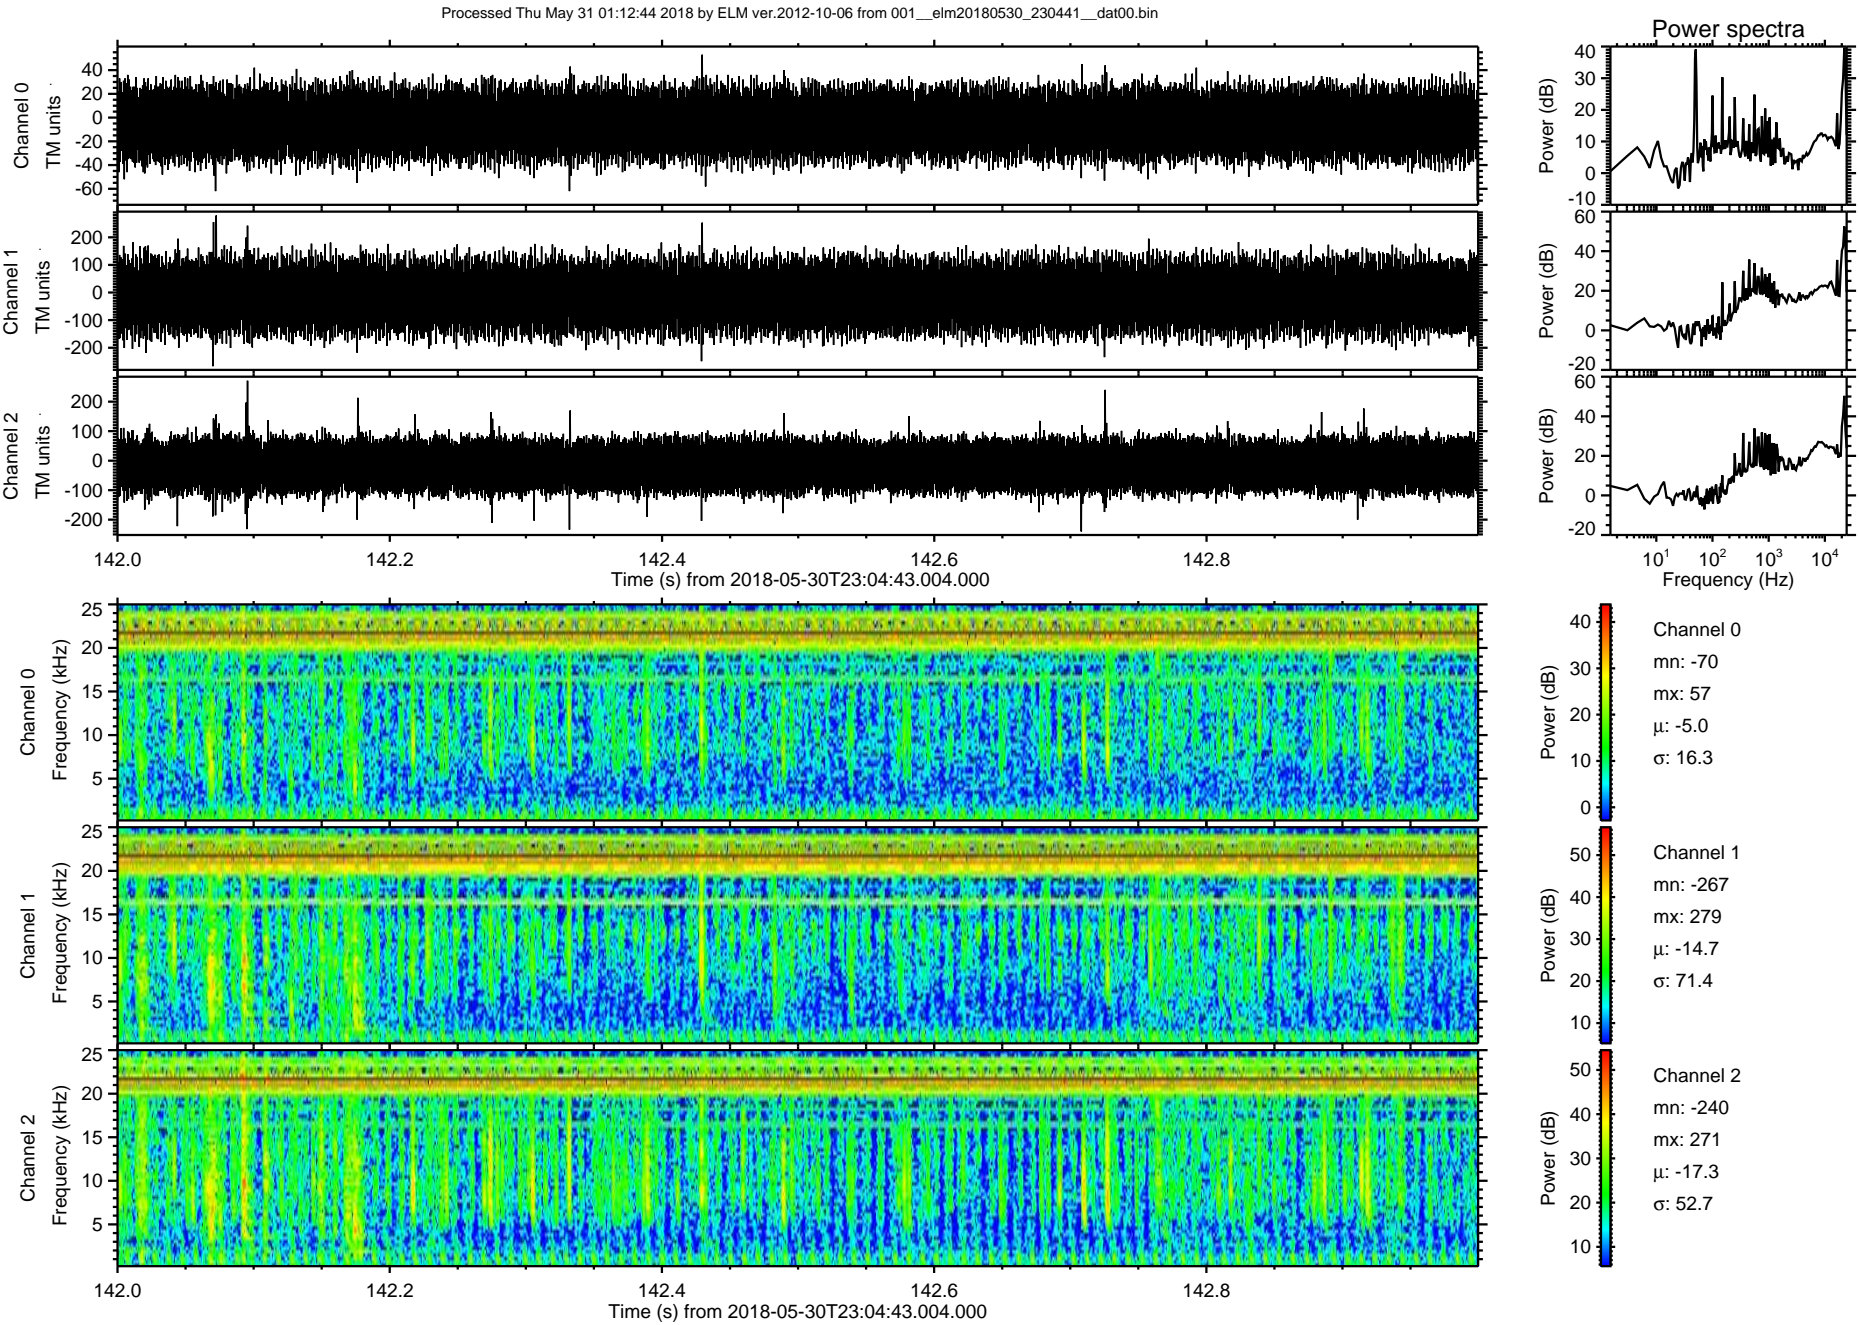 Processed Thu May 31 01:12:44 2018 by ELM ver.2012-10-06 from 001__elm20180530_230441__dat00.bin
Power spectra
Channel 0
TM units
40
20
0
-20
-40
-60
Power (dB)
40
30
20
10
0
-10
Channel 1
TM units
200
100
0
-100
-200
Power (dB)
60
40
20
0
-20
Channel 2
TM units
200
100
0
-100
-200
Power (dB)
60
40
20
0
-20
142.0 142.2 142.4 142.6 142.8
Time (s) from 2018-05-30T23:04:43.004.000
10^1 10^2 10^3 10^4
Frequency (Hz)
Channel 0
Frequency (kHz)
25
20
15
10
5
Power (dB)
40
30
20
10
0
Channel 0
mn: -70
mx: 57
μ: -5.0
σ: 16.3
Channel 1
Frequency (kHz)
25
20
15
10
5
Power (dB)
50
40
30
20
10
Channel 1
mn: -267
mx: 279
μ: -14.7
σ: 71.4
Channel 2
Frequency (kHz)
25
20
15
10
5
Power (dB)
50
40
30
20
10
Channel 2
mn: -240
mx: 271
μ: -17.3
σ: 52.7
142.0 142.2 142.4 142.6 142.8
Time (s) from 2018-05-30T23:04:43.004.000